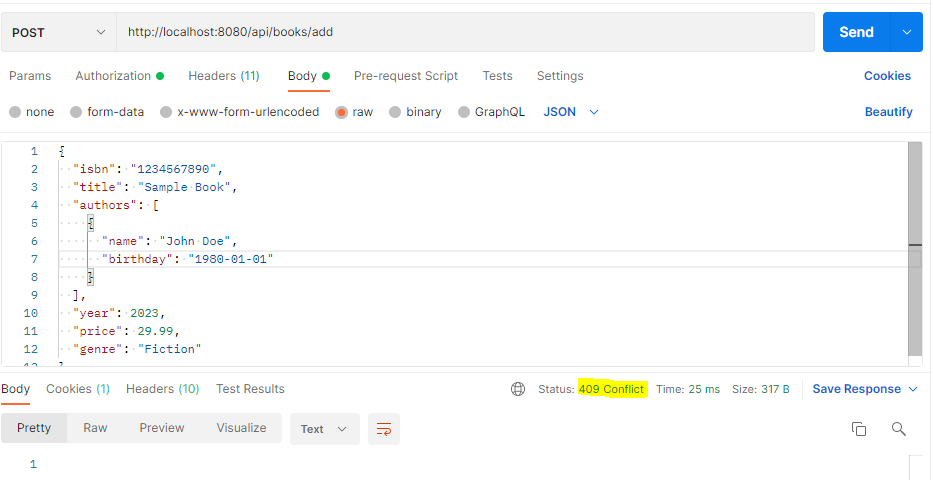 POST http://localhost:8080/api/books/add Send
Params Authorization Headers (11) Body Pre-request Script Tests Settings Cookies
none form-data x-www-form-urlencoded raw binary GraphQL JSON Beautify
1 {
2 "isbn": "1234567890",
3 "title": "Sample Book",
4 "authors": [
5 {
6 "name": "John Doe",
7 "birthday": "1980-01-01"
8 }
9 ],
10 "year": 2023,
11 "price": 29.99,
12 "genre": "Fiction"
Body Cookies (1) Headers (10) Test Results Status: 409 Conflict Time: 25 ms Size: 317 B Save Response
Pretty Raw Preview Visualize Text
1